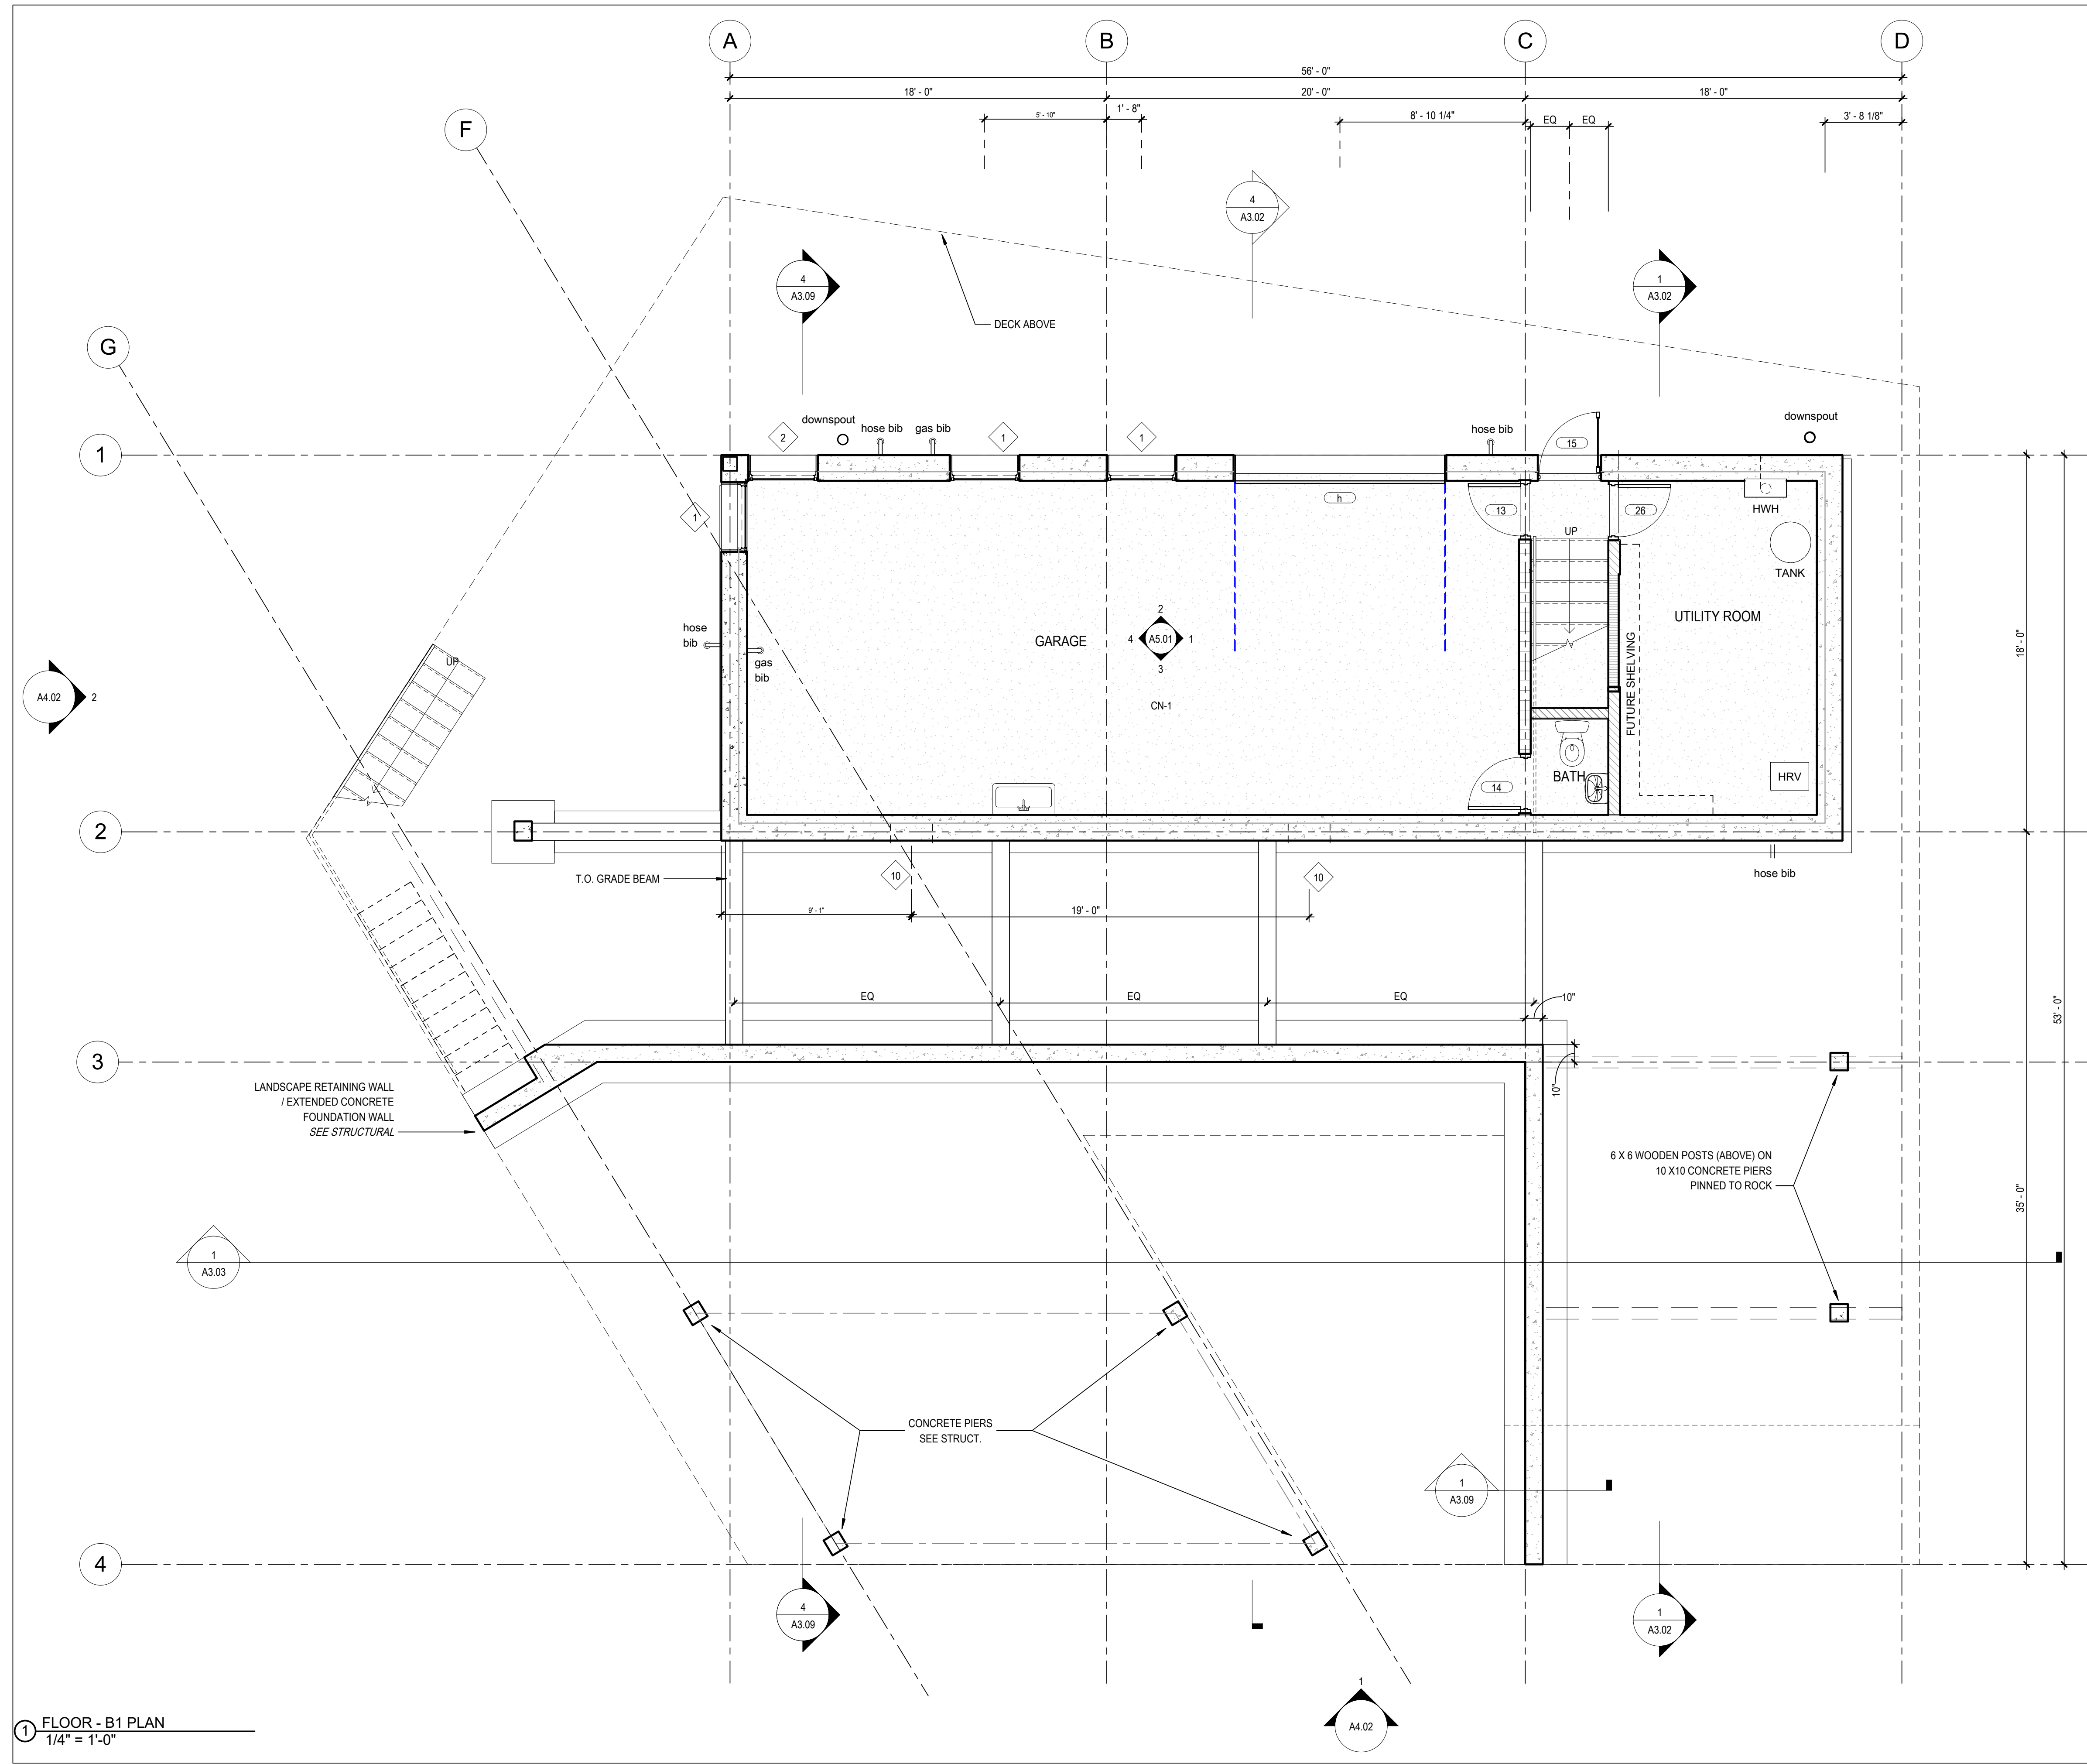 A
B
C
D
56' - 0"
18' - 0"
20' - 0"
18' - 0"
5' - 10"
1' - 8"
8' - 10 1/4"
EQ
EQ
3' - 8 1/8"
F
G
4
A3.02
4
A3.09
1
A3.02
DECK ABOVE
1
2
downspout
hose bib
gas bib
1
1
hose bib
15
downspout
1
h
13
26
HWH
UP
TANK
UTILITY ROOM
FUTURE SHELVING
GARAGE
2
4
A5.01
1
3
CN-1
hose
bib
gas
bib
UP
A4.02
2
18' - 0"
BATH
HRV
14
2
T.O. GRADE BEAM
10
10
hose bib
9' - 1"
19' - 0"
EQ
EQ
EQ
10"
53' - 0"
3
10"
LANDSCAPE RETAINING WALL
/ EXTENDED CONCRETE
FOUNDATION WALL
SEE STRUCTURAL
6 X 6 WOODEN POSTS (ABOVE) ON
10 X10 CONCRETE PIERS
PINNED TO ROCK
35' - 0"
1
A3.03
CONCRETE PIERS
SEE STRUCT.
1
A3.09
4
4
A3.09
1
A3.02
1
A4.02
1
FLOOR - B1 PLAN
1/4" = 1'-0"